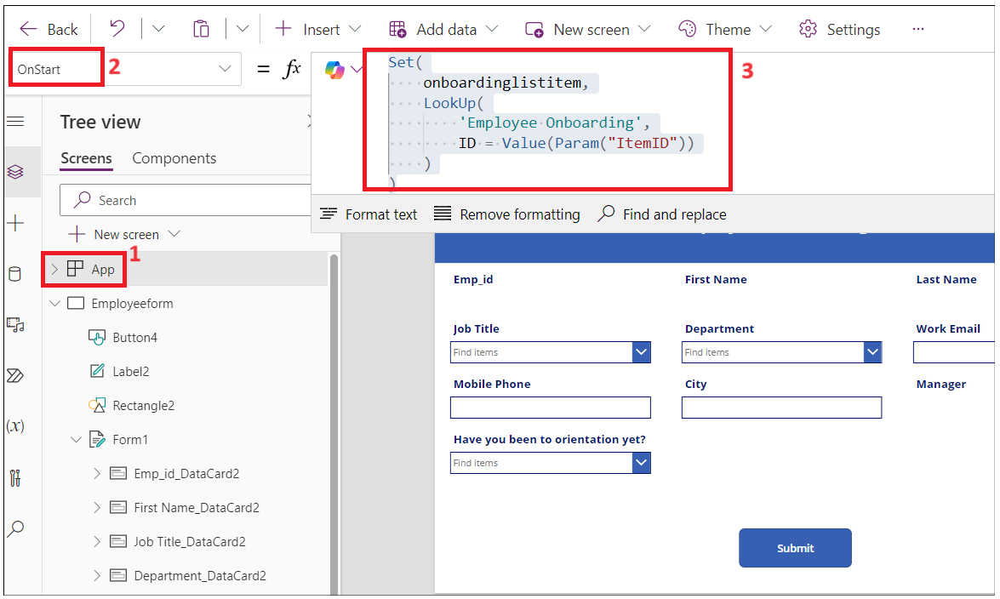 Back
Insert
Add data
New screen
Theme
Settings
...
OnStart
2
= fx
Set(
onboardinglistitem,
LookUp(
'Employee Onboarding',
ID = Value(Param("ItemID"))
)
)
3
Tree view
Screens
Components
Search
Format text
Remove formatting
Find and replace
New screen
App
1
Employeeform
Button4
Label2
Rectangle2
Form1
Emp_id_DataCard2
First Name_DataCard2
Job Title_DataCard2
Department_DataCard2
(x)
Emp_id
First Name
Last Name
Job Title
Department
Work Email
Find items
Find items
Mobile Phone
City
Manager
Have you been to orientation yet?
Find items
Submit